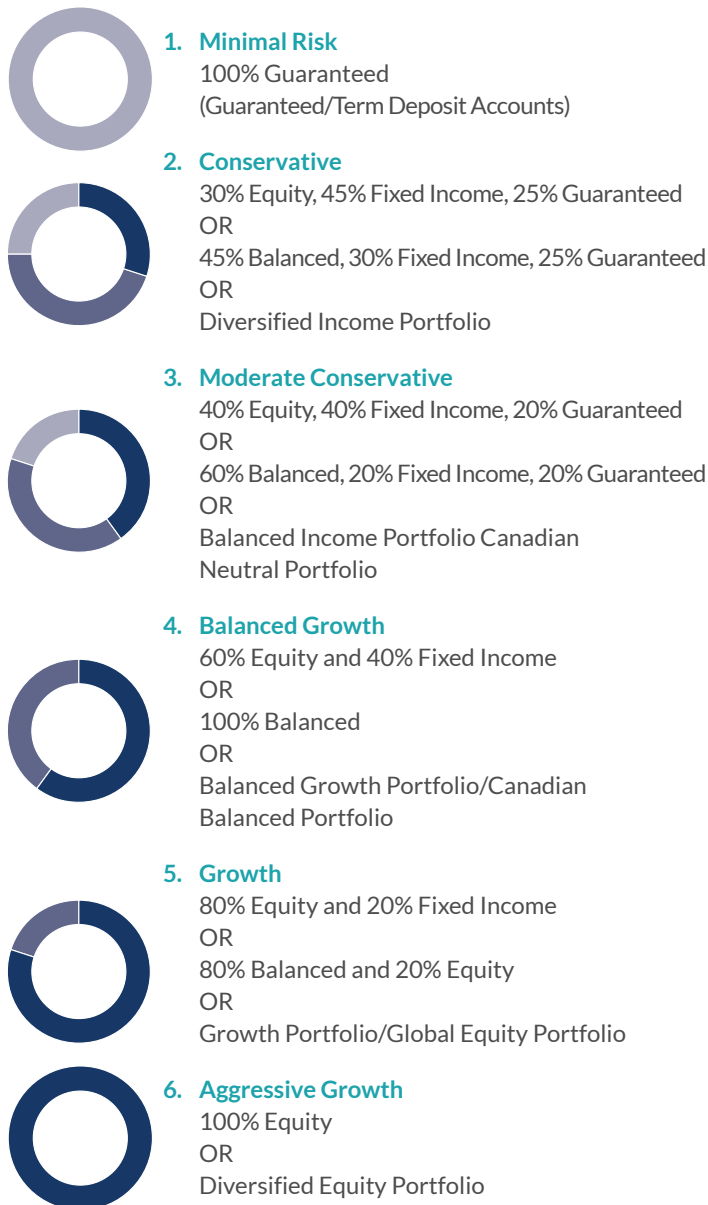 1. Minimal Risk
100% Guaranteed
(Guaranteed/Term Deposit Accounts)
2. Conservative
30% Equity, 45% Fixed Income, 25% Guaranteed
OR
45% Balanced, 30% Fixed Income, 25% Guaranteed
OR
Diversified Income Portfolio
3. Moderate Conservative
40% Equity, 40% Fixed Income, 20% Guaranteed
OR
60% Balanced, 20% Fixed Income, 20% Guaranteed
OR
Balanced Income Portfolio Canadian
Neutral Portfolio
4. Balanced Growth
60% Equity and 40% Fixed Income
OR
100% Balanced
OR
Balanced Growth Portfolio/Canadian
Balanced Portfolio
5. Growth
80% Equity and 20% Fixed Income
OR
80% Balanced and 20% Equity
OR
Growth Portfolio/Global Equity Portfolio
6. Aggressive Growth
100% Equity
OR
Diversified Equity Portfolio